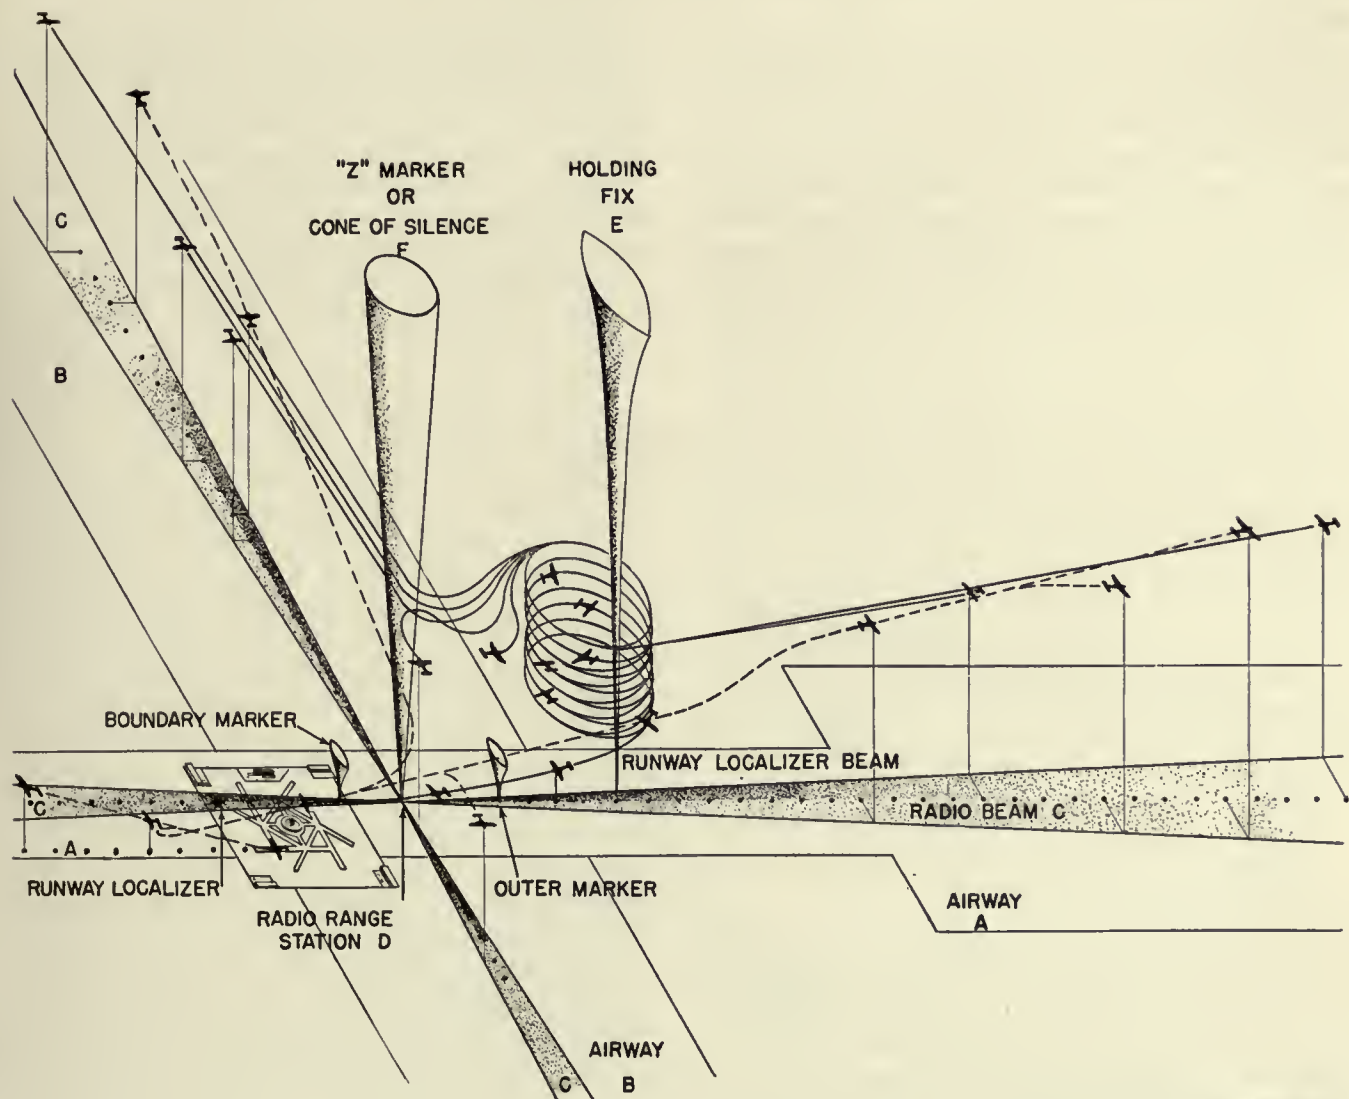 "Z" MARKER
OR
CONE OF SILENCE
F
HOLDING
FIX
E
C
B
BOUNDARY MARKER
RUNWAY LOCALIZER BEAM
RADIO BEAM C
C
A
RUNWAY LOCALIZER
OUTER MARKER
RADIO RANGE
STATION D
AIRWAY
A
AIRWAY
C B